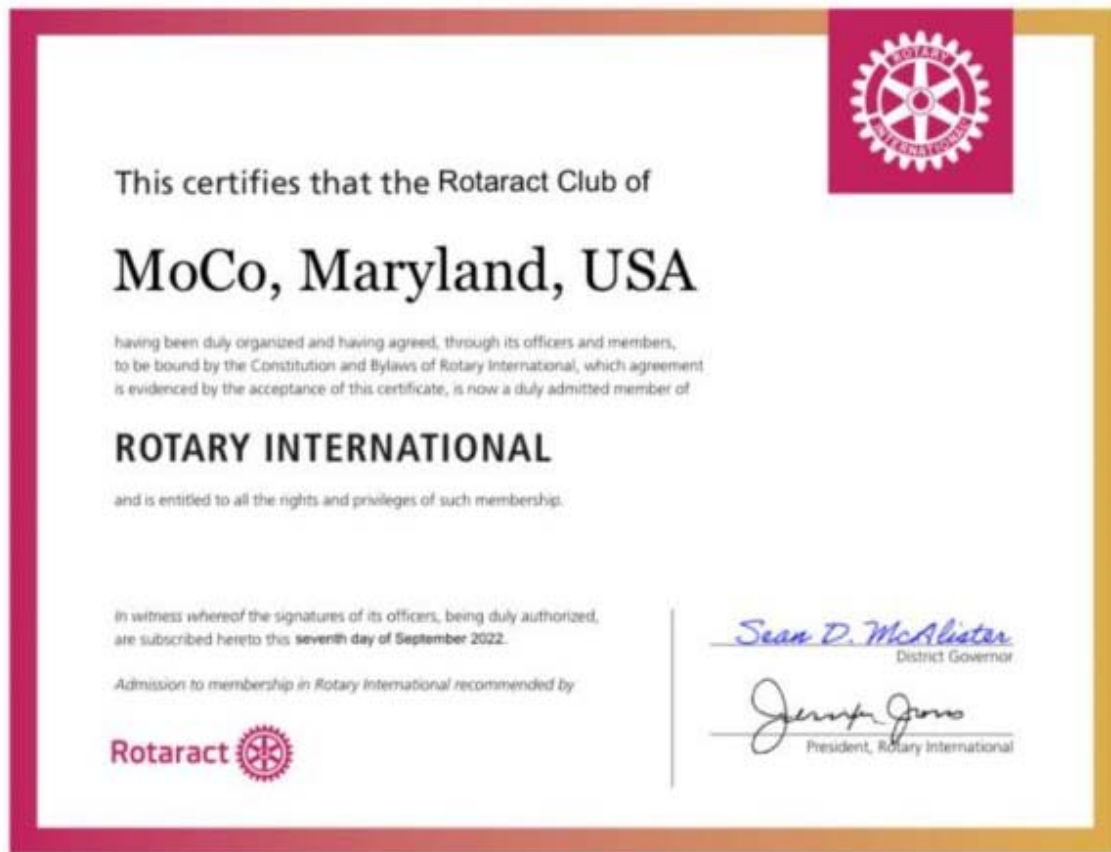 ROTARY
INTERNATIONAL
This certifies that the Rotaract Club of
MoCo, Maryland, USA
having been duly organized and having agreed, through its officers and members,
to be bound by the Constitution and Bylaws of Rotary International, which agreement
is evidenced by the acceptance of this certificate, is now a duly admitted member of
ROTARY INTERNATIONAL
and is entitled to all the rights and privileges of such membership.
In witness whereof the signatures of its officers, being duly authorized,
are subscribed hereto this seventh day of September 2022.
Admission to membership in Rotary International recommended by
Rotaract
Sean D. McAlister
District Governor
President, Rotary International